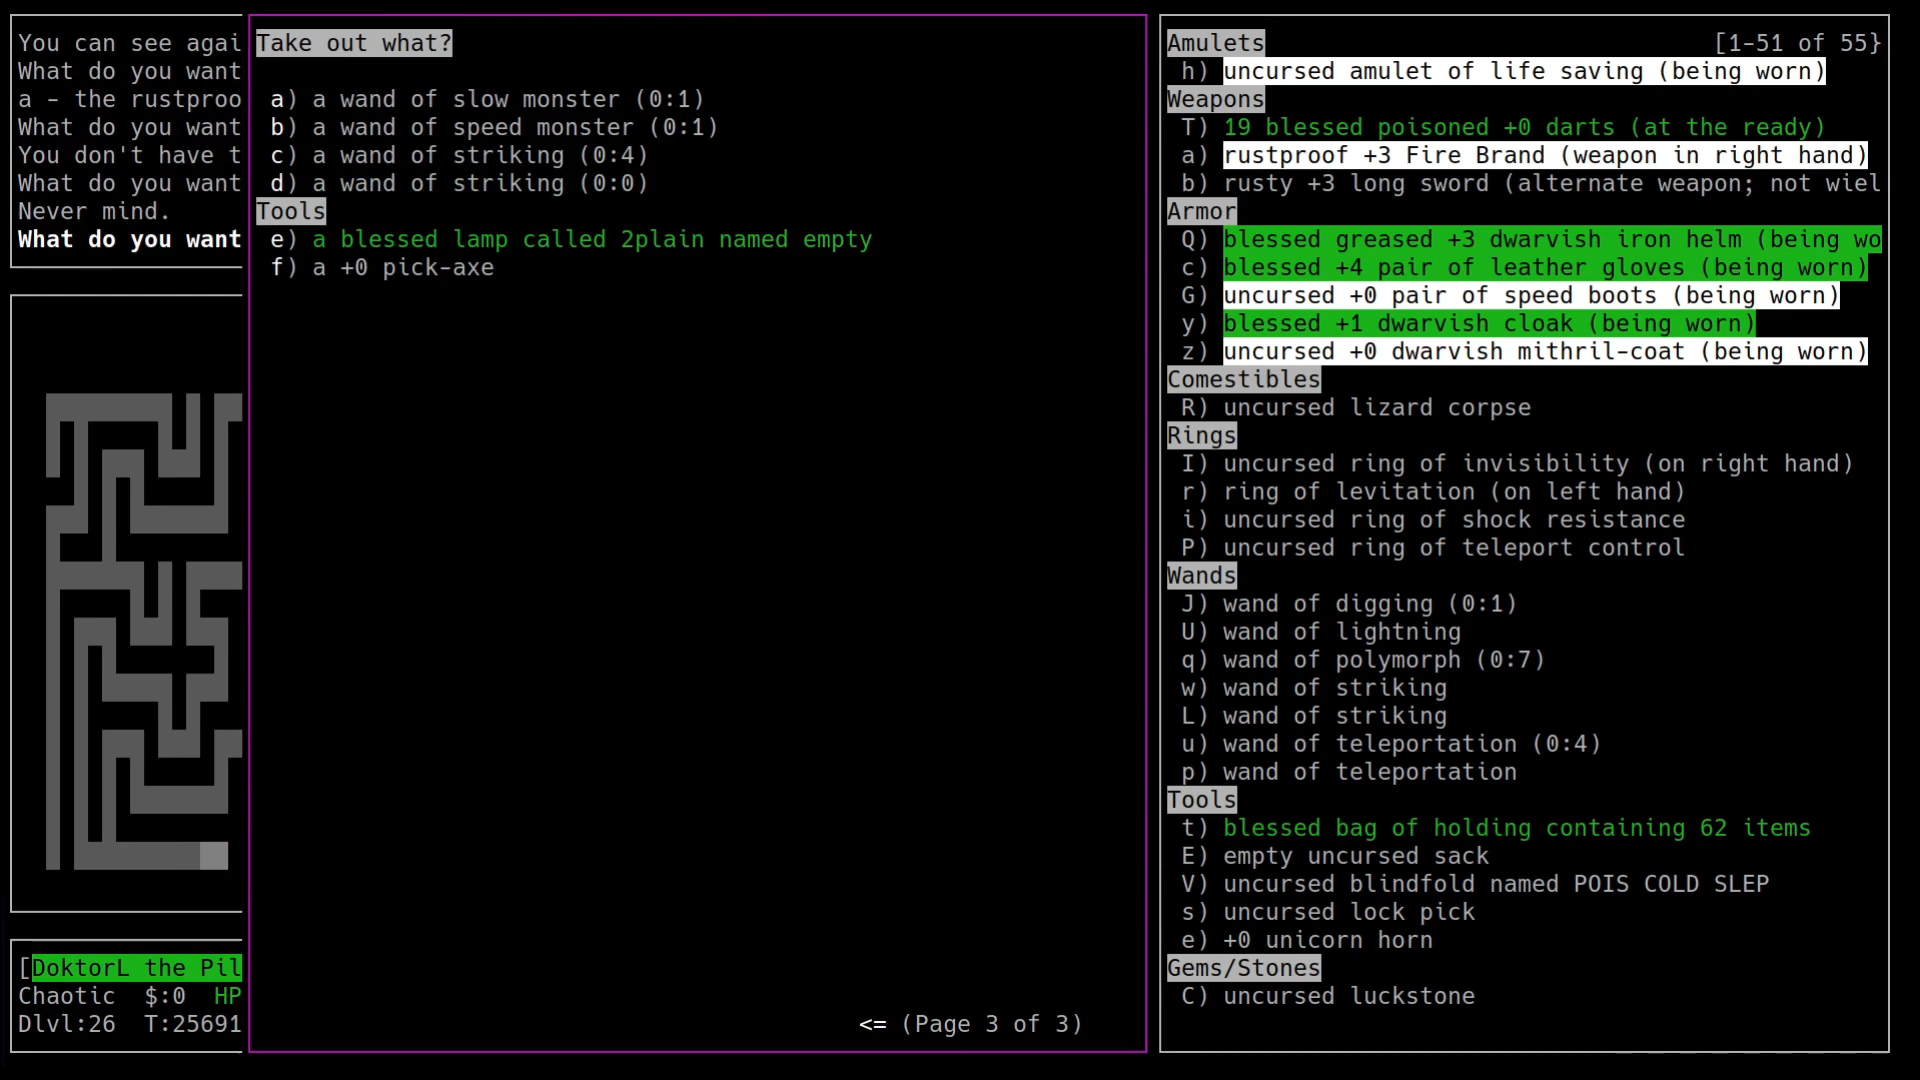 You can see agai
What do you want
a - the rustproo
What do you want
You don't have t
What do you want
Never mind.
What do you want
[DoktorL the Pil
Chaotic $:0 HP
Dlvl:26 T:25691
Take out what?
a) a wand of slow monster (0:1)
b) a wand of speed monster (0:1)
c) a wand of striking (0:4)
d) a wand of striking (0:0)
Tools
e) a blessed lamp called 2plain named empty
f) a +0 pick-axe
<= (Page 3 of 3)
Amulets [1-51 of 55}
h) uncursed amulet of life saving (being worn)
Weapons
T) 19 blessed poisoned +0 darts (at the ready)
a) rustproof +3 Fire Brand (weapon in right hand)
b) rusty +3 long sword (alternate weapon; not wiel
Armor
Q) blessed greased +3 dwarvish iron helm (being wo
c) blessed +4 pair of leather gloves (being worn)
G) uncursed +0 pair of speed boots (being worn)
y) blessed +1 dwarvish cloak (being worn)
z) uncursed +0 dwarvish mithril-coat (being worn)
Comestibles
R) uncursed lizard corpse
Rings
I) uncursed ring of invisibility (on right hand)
r) ring of levitation (on left hand)
i) uncursed ring of shock resistance
P) uncursed ring of teleport control
Wands
J) wand of digging (0:1)
U) wand of lightning
q) wand of polymorph (0:7)
w) wand of striking
L) wand of striking
u) wand of teleportation (0:4)
p) wand of teleportation
Tools
t) blessed bag of holding containing 62 items
E) empty uncursed sack
V) uncursed blindfold named POIS COLD SLEP
s) uncursed lock pick
e) +0 unicorn horn
Gems/Stones
C) uncursed luckstone